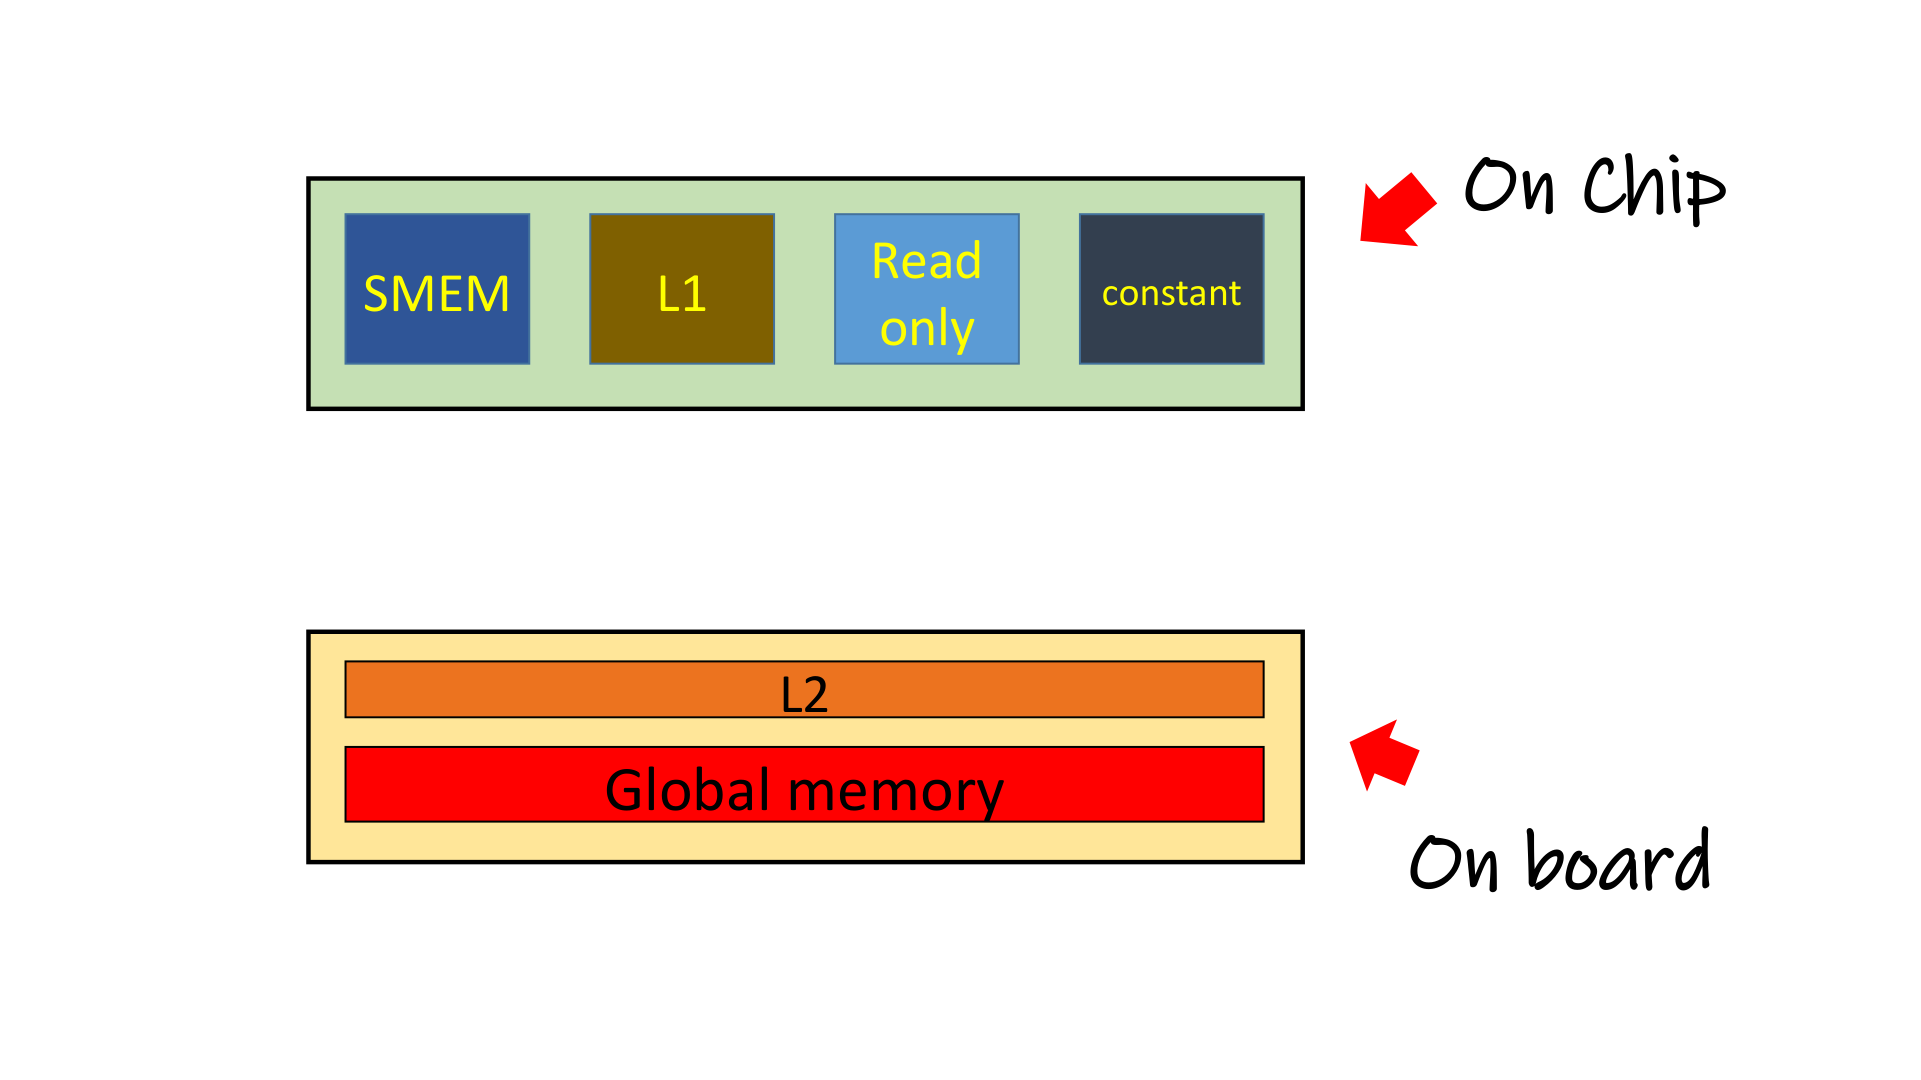 On Chip
SMEM
L1
Read
only
constant
L2
Global memory
On board